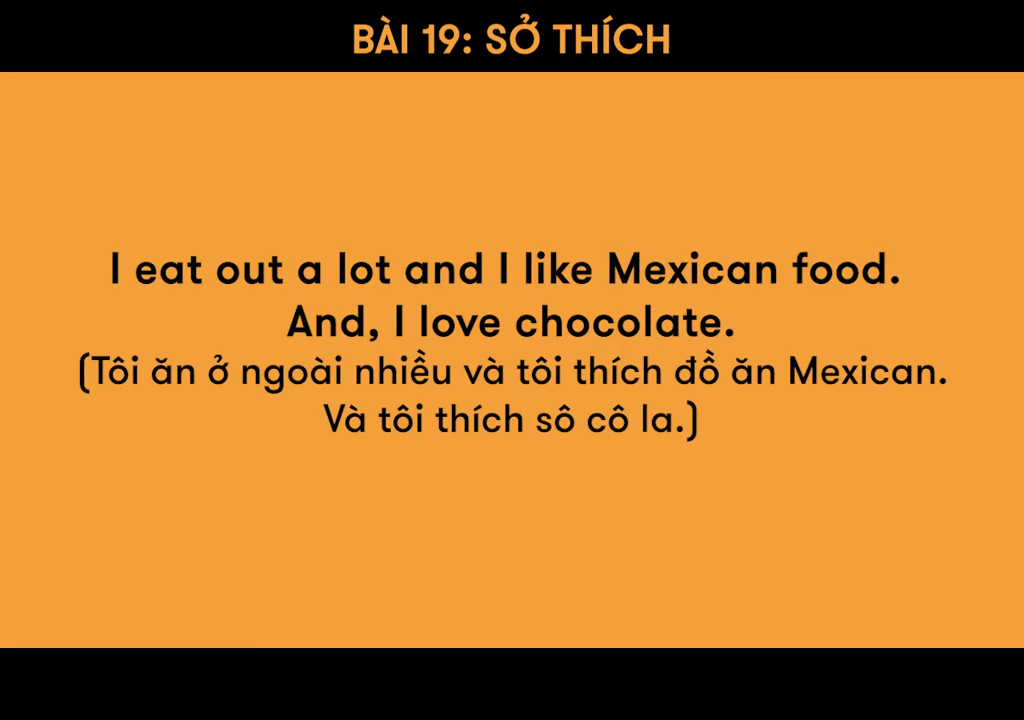 BÀI 19: SỞ THÍCH
I eat out a lot and I like Mexican food.
And, I love chocolate.
(Tôi ăn ở ngoài nhiều và tôi thích đồ ăn Mexican.
Và tôi thích sô cô la.)